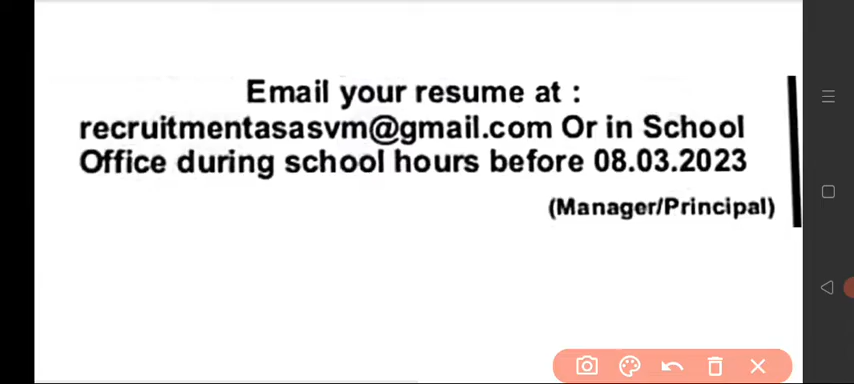 Email your resume at :
recruitmentasasvm@gmail.com Or in School
Office during school hours before 08.03.2023
(Manager/Principal)